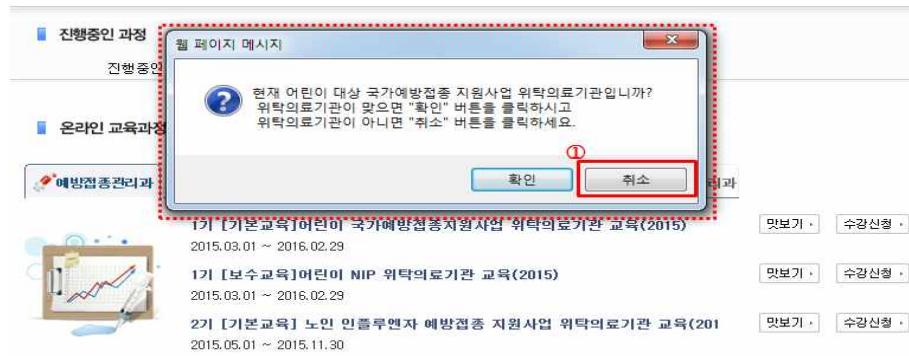 진행중인 과정
진행중인
웹 페이지 메시지
현재 어린이 대상 국가예방접종 지원사업 위탁의료기관입니까?
위탁의료기관이 맞으면 "확인" 버튼을 클릭하시고
위탁의료기관이 아니면 "취소" 버튼을 클릭하세요.
온라인 교육과정
①
확인 취소
예방접종관리과 리과
1기 [기본교육]어린이 국가예방접종지원사업 위탁의료기관 교육(2015) 맛보기 수강신청
2015.03.01 ~ 2016.02.29
1기 [보수교육]어린이 NIP 위탁의료기관 교육(2015) 맛보기 수강신청
2015.03.01 ~ 2016.02.29
2기 [기본교육] 노인 인플루엔자 예방접종 지원사업 위탁의료기관 교육(201 맛보기 수강신청
2015.05.01 ~ 2015.11.30